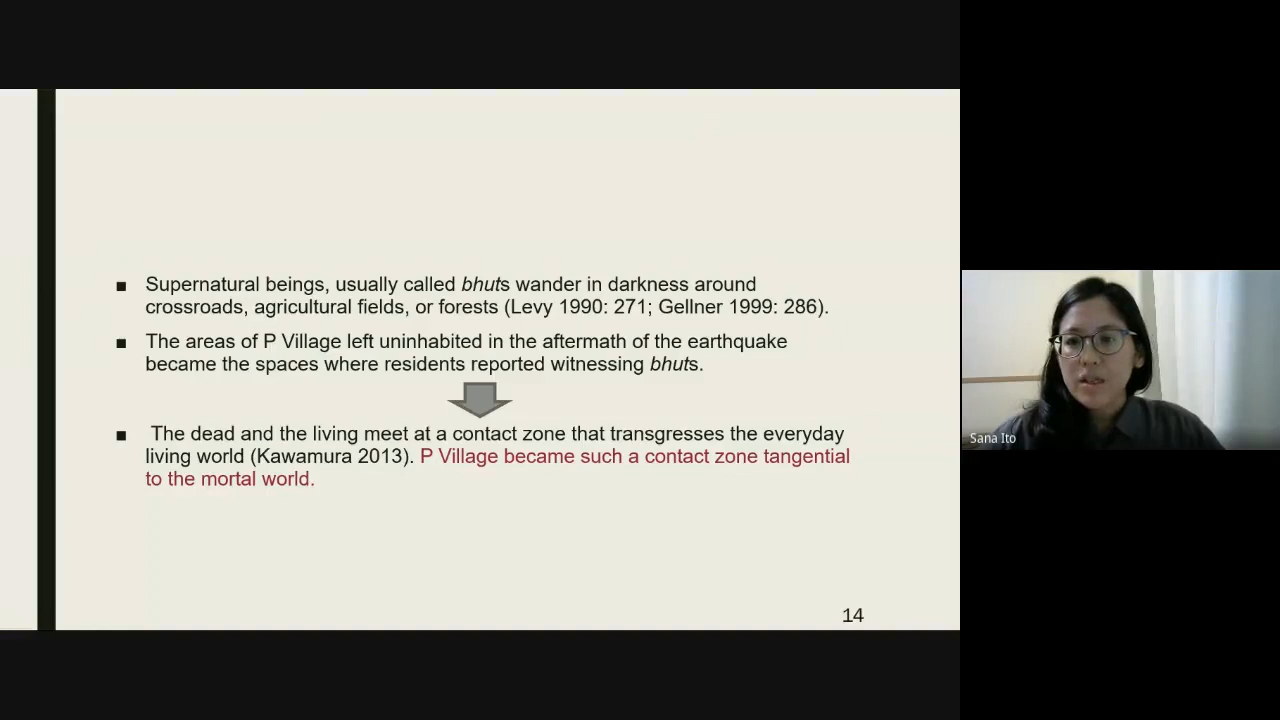 ■ Supernatural beings, usually called bhuts wander in darkness around
crossroads, agricultural fields, or forests (Levy 1990: 271; Gellner 1999: 286).
■ The areas of P Village left uninhabited in the aftermath of the earthquake
became the spaces where residents reported witnessing bhuts.
■ The dead and the living meet at a contact zone that transgresses the everyday
living world (Kawamura 2013). P Village became such a contact zone tangential
to the mortal world.
14
Sana Ito